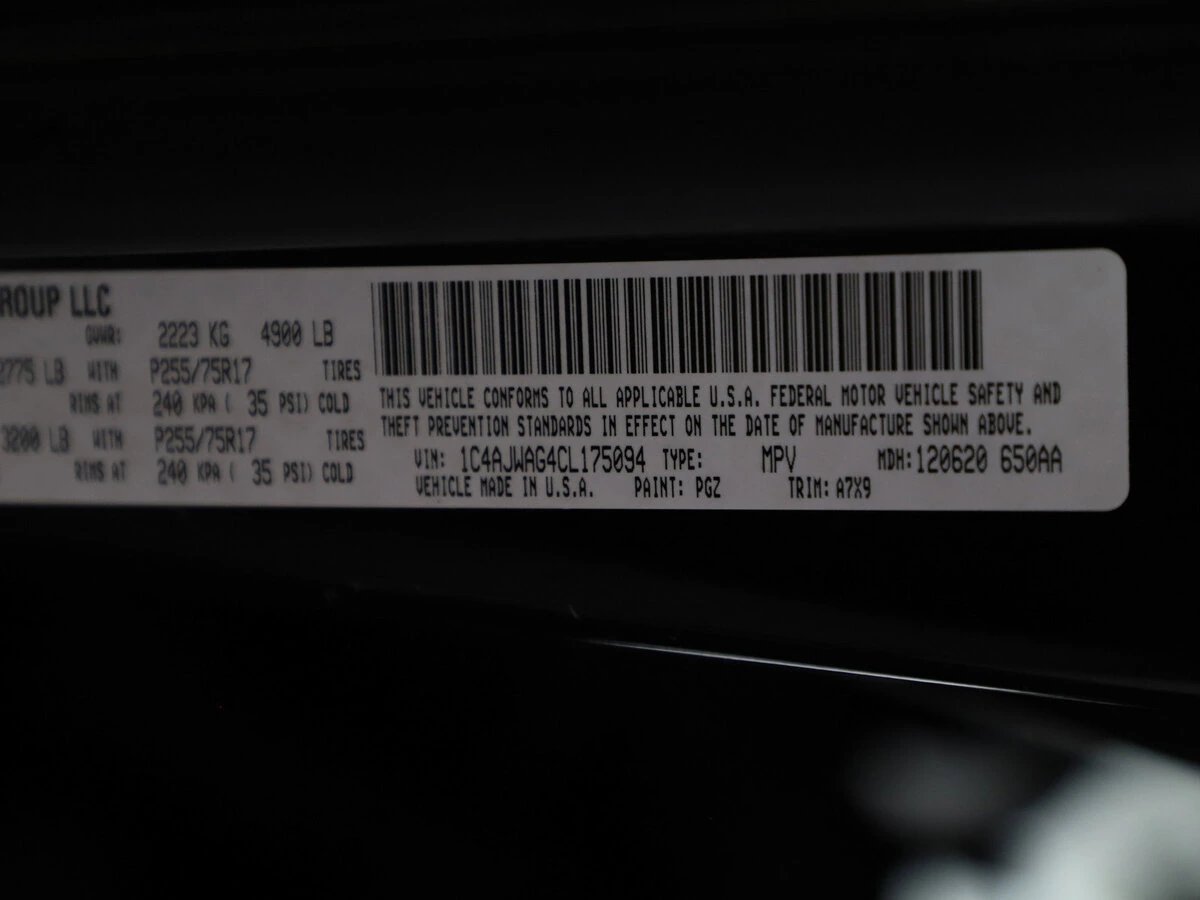 ROUP LLC
GVWR: 2223 KG 4900 LB
2775 LB WITH P255/75R17 TIRES
RIMS AT 240 KPA ( 35 PSI) COLD
3200 LB WITH P255/75R17 TIRES
RIMS AT 240 KPA ( 35 PSI) COLD
THIS VEHICLE CONFORMS TO ALL APPLICABLE U.S.A. FEDERAL MOTOR VEHICLE SAFETY AND
THEFT PREVENTION STANDARDS IN EFFECT ON THE DATE OF MANUFACTURE SHOWN ABOVE.
VIN: 1C4AJWAG4CL175094 TYPE: MPV MDH: 120620 650AA
VEHICLE MADE IN U.S.A. PAINT: PGZ TRIM: A7X9